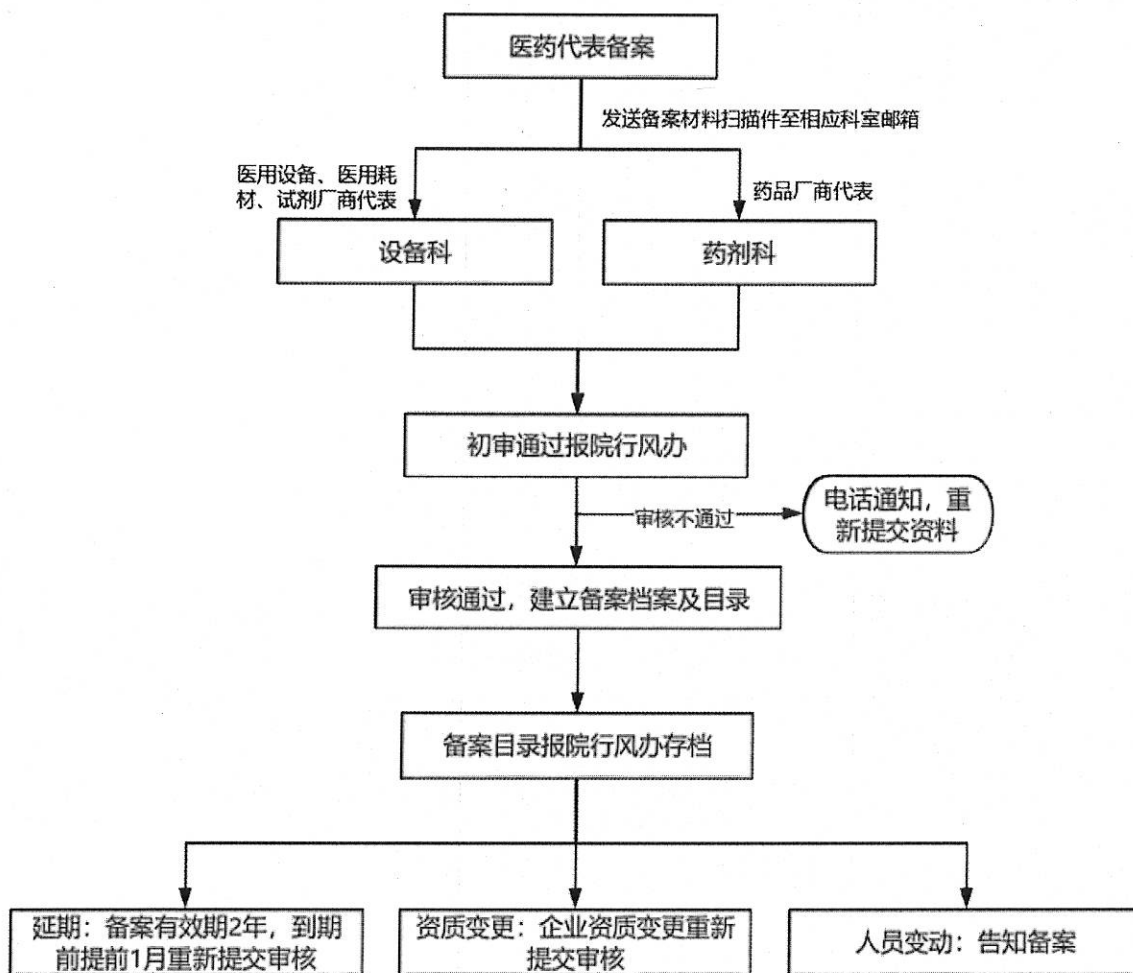 医药代表备案
发送备案材料扫描件至相应科室邮箱
医用设备、医用耗
材、试剂厂商代表
药品厂商代表
设备科
药剂科
初审通过报院行风办
审核不通过
电话通知，重
新提交资料
审核通过，建立备案档案及目录
备案目录报院行风办存档
延期：备案有效期2年，到期
前提前1月重新提交审核
资质变更：企业资质变更重新
提交审核
人员变动：告知备案